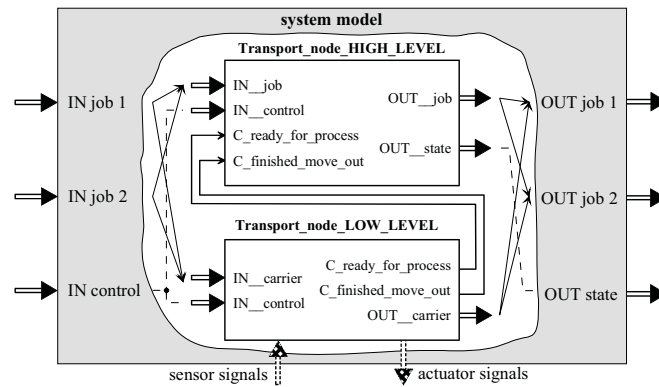 system model
Transport_node_HIGH_LEVEL
IN job 1
IN__job
OUT__job
OUT job 1
IN__control
C_ready_for_process
OUT__state
C_finished_move_out
IN job 2
OUT job 2
Transport_node_LOW_LEVEL
IN__carrier
C_ready_for_process
IN control
IN__control
C_finished_move_out
OUT state
OUT__carrier
sensor signals
actuator signals